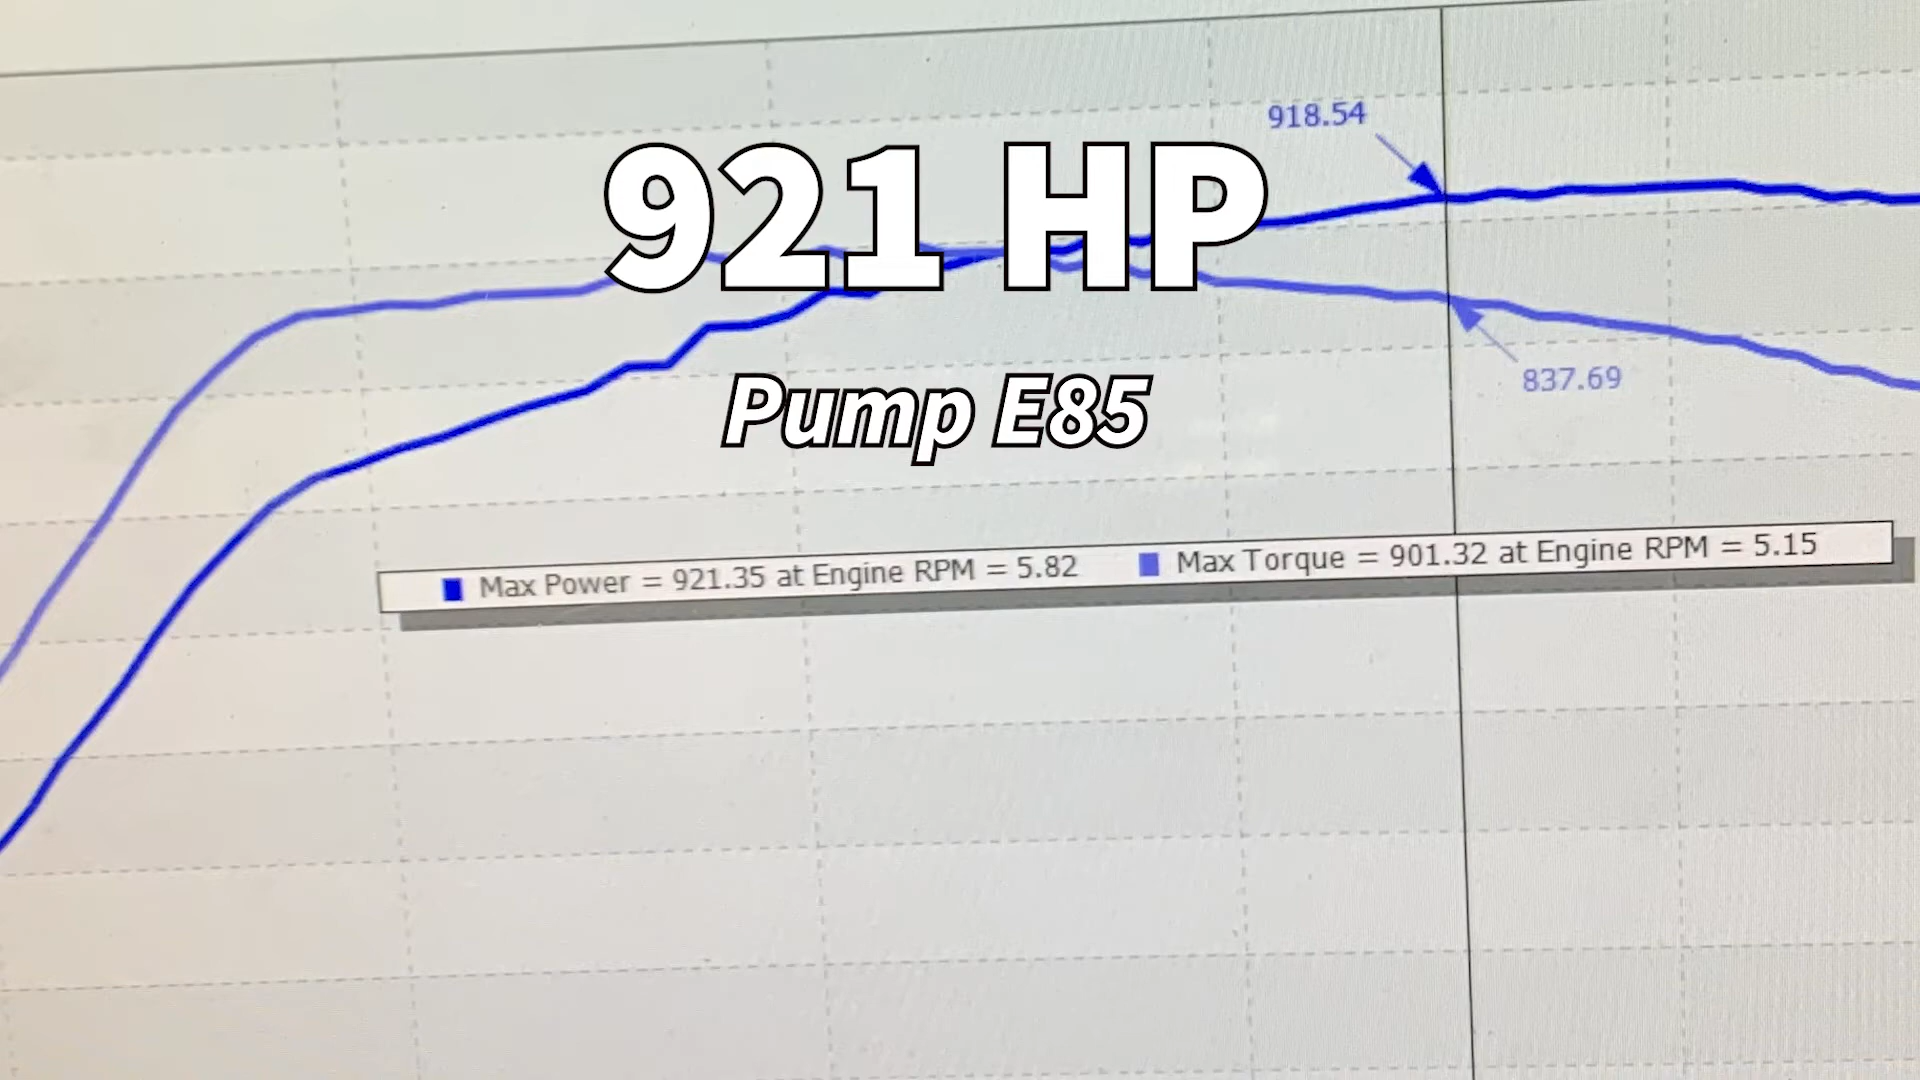 918.54
921 HP
837.69
Pump E85
Max Power = 921.35 at Engine RPM = 5.82
Max Torque = 901.32 at Engine RPM = 5.15